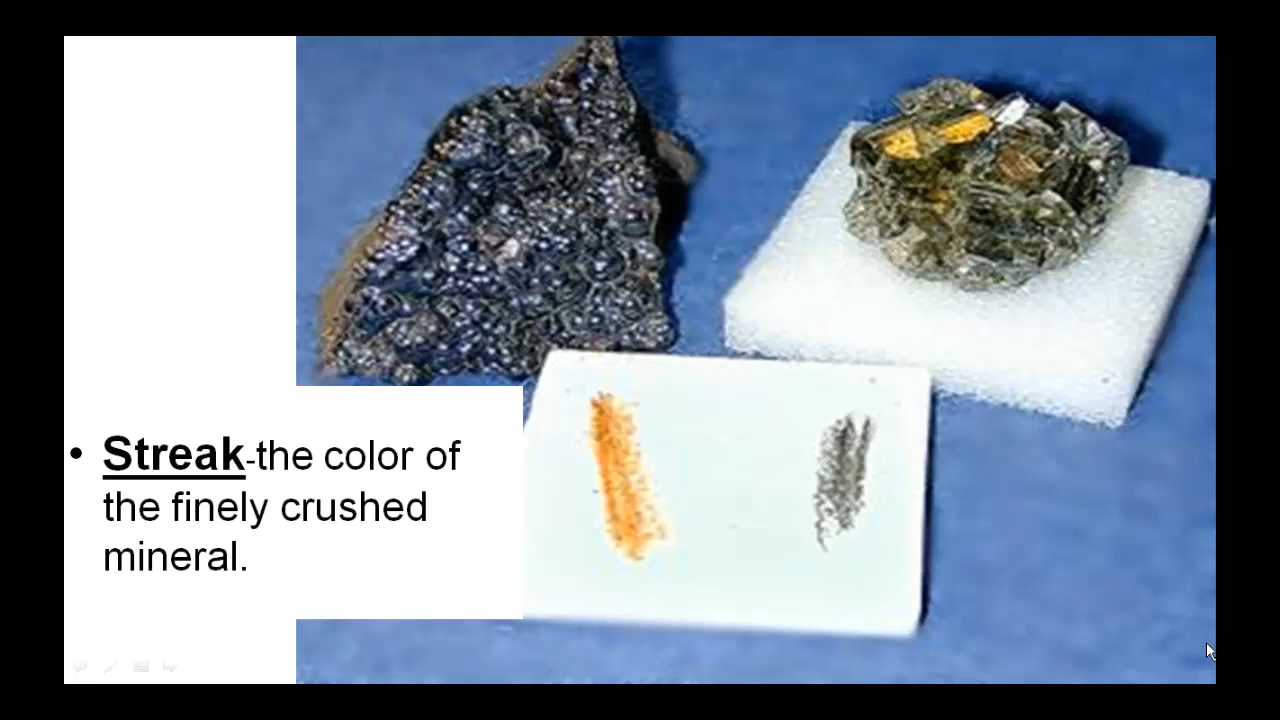 • Streak-the color of
the finely crushed
mineral.